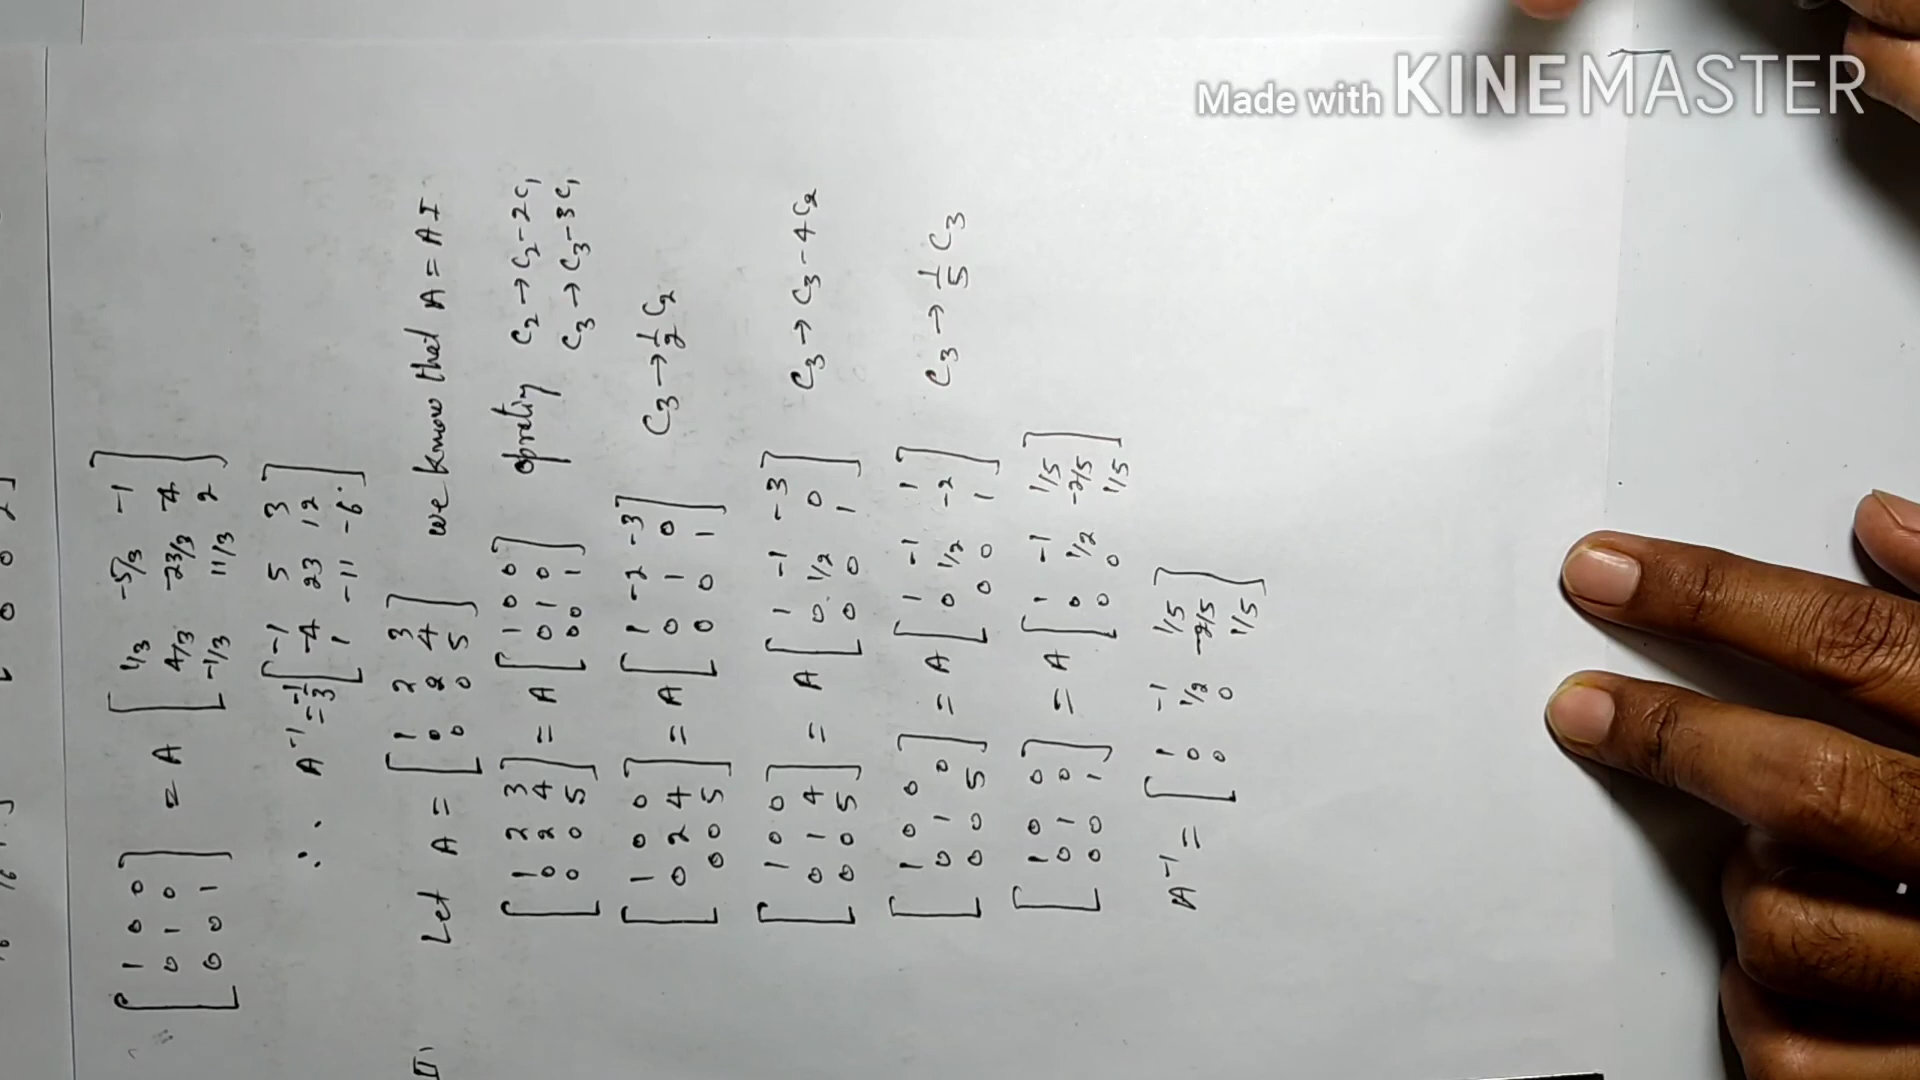 Made with KINEMASTER
[1 0 0 / 0 1 0 / 0 0 1] = A [1/3 -5/3 -1 / 4/3 -23/3 -4 / -1/3 11/3 2]
∴ A⁻¹ = -1/3 [-1 5 3 / -4 23 12 / 1 -11 -6]
II) Let A = [1 2 3 / 0 2 4 / 0 0 5] we know that A = AI
[1 2 3 / 0 2 4 / 0 0 5] = A [1 0 0 / 0 1 0 / 0 0 1] C₂ → C₂ - 2C₁
C₃ → C₃ - 3C₁
[1 0 0 / 0 2 4 / 0 0 5] = A [1 -2 -3 / 0 1 0 / 0 0 1] C₃ → 1/2 C₂
[1 0 0 / 0 1 4 / 0 0 5] = A [1 -1 -3 / 0 1/2 0 / 0 0 1] C₃ → C₃ - 4C₂
[1 0 0 / 0 1 0 / 0 0 5] = A [1 -1 1 / 0 1/2 -2 / 0 0 1] C₃ → 1/5 C₃
[1 0 0 / 0 1 0 / 0 0 1] = A [1 -1 1/5 / 0 1/2 -2/5 / 0 0 1/5]
A⁻¹ = [1 -1 1/5 / 0 1/2 -2/5 / 0 0 1/5]